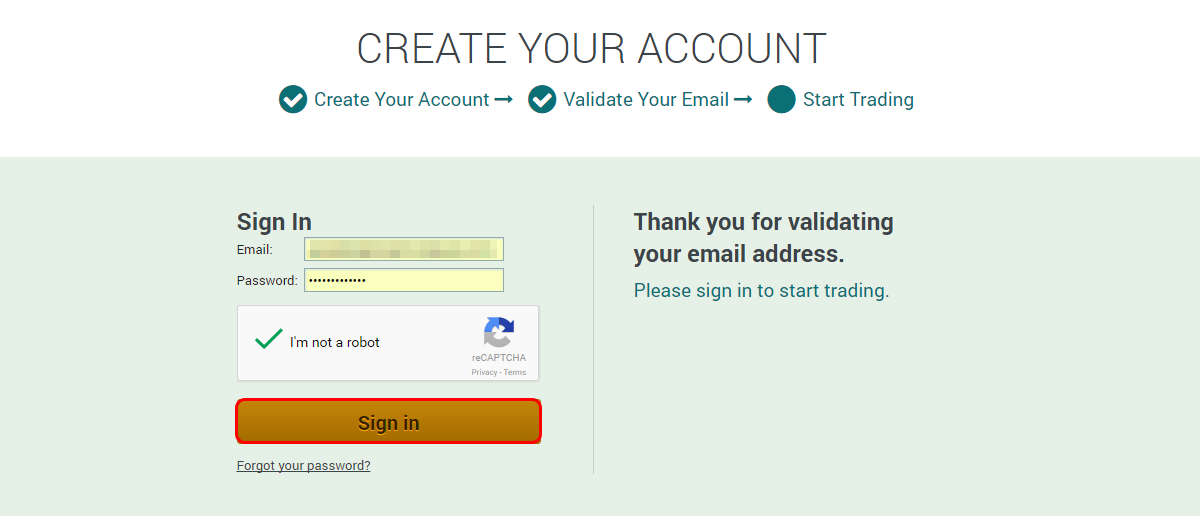 CREATE YOUR ACCOUNT
Create Your Account → Validate Your Email → Start Trading
Sign In
Email:
Password: •••••••••••••
I'm not a robot
reCAPTCHA
Privacy - Terms
Sign in
Forgot your password?
Thank you for validating
your email address.
Please sign in to start trading.